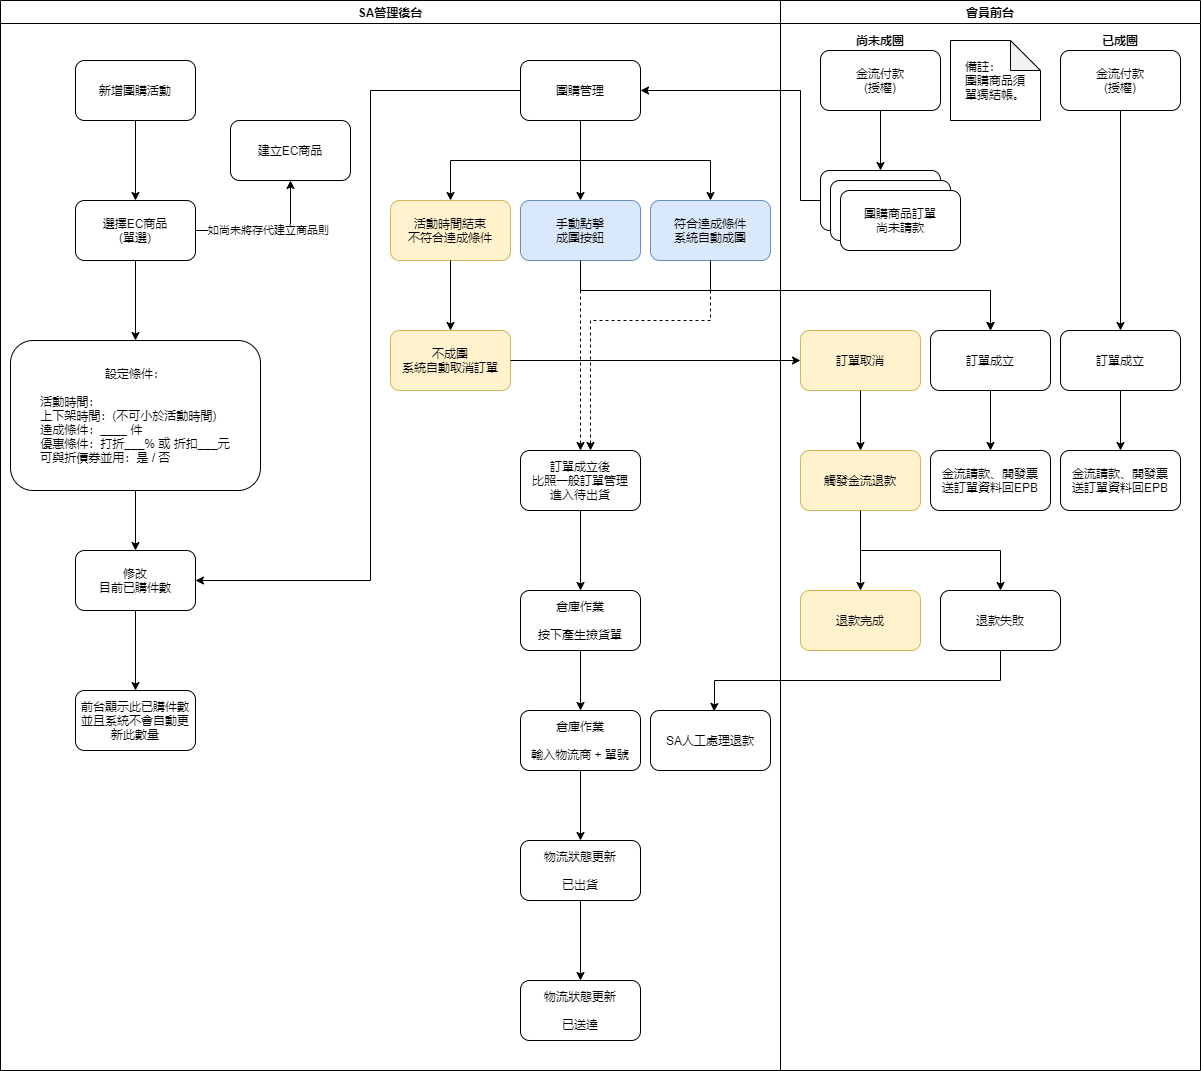 SA管理後台
會員前台
尚未成團
已成團
新增團購活動
團購管理
金流付款
(授權)
備註:
團購商品須
單獨結帳。
金流付款
(授權)
建立EC商品
選擇EC商品
(單選)
如尚未將存代建立商品則
活動時間結束
不符合達成條件
手動點擊
成團按鈕
符合達成條件
系統自動成團
團購商品訂單
尚未請款
不成團
系統自動取消訂單
訂單取消
訂單成立
訂單成立
設定條件:
活動時間:
上下架時間: (不可小於活動時間)
達成條件: ____ 件
優惠條件: 打折___% 或 折扣___元
可與折價券並用: 是 / 否
訂單成立後
比照一般訂單管理
進入待出貨
觸發金流退款
金流請款、開發票
送訂單資料回EPB
金流請款、開發票
送訂單資料回EPB
修改
目前已購件數
倉庫作業
按下產生撿貨單
退款完成
退款失敗
前台顯示此已購件數
並且系統不會自動更
新此數量
倉庫作業
輸入物流商 + 單號
SA人工處理退款
物流狀態更新
已出貨
物流狀態更新
已送達